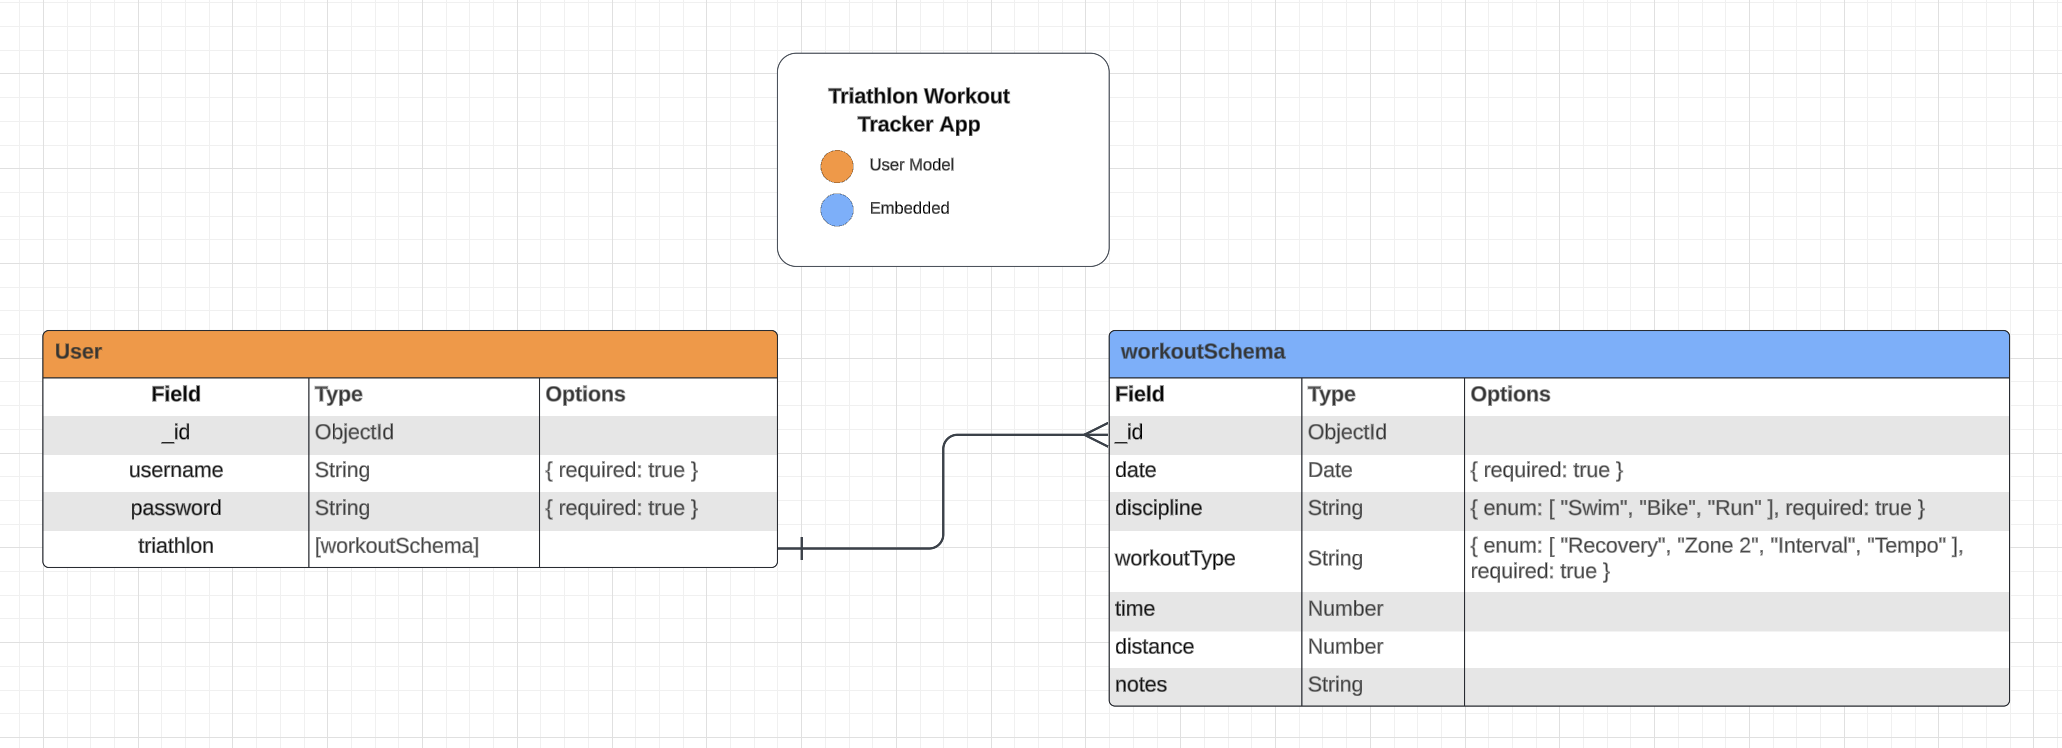 Triathlon Workout
Tracker App
User Model
Embedded
User
Field Type Options
_id ObjectId
username String { required: true }
password String { required: true }
triathlon [workoutSchema]
workoutSchema
Field Type Options
_id ObjectId
date Date { required: true }
discipline String { enum: [ "Swim", "Bike", "Run" ], required: true }
workoutType String { enum: [ "Recovery", "Zone 2", "Interval", "Tempo" ],
required: true }
time Number
distance Number
notes String